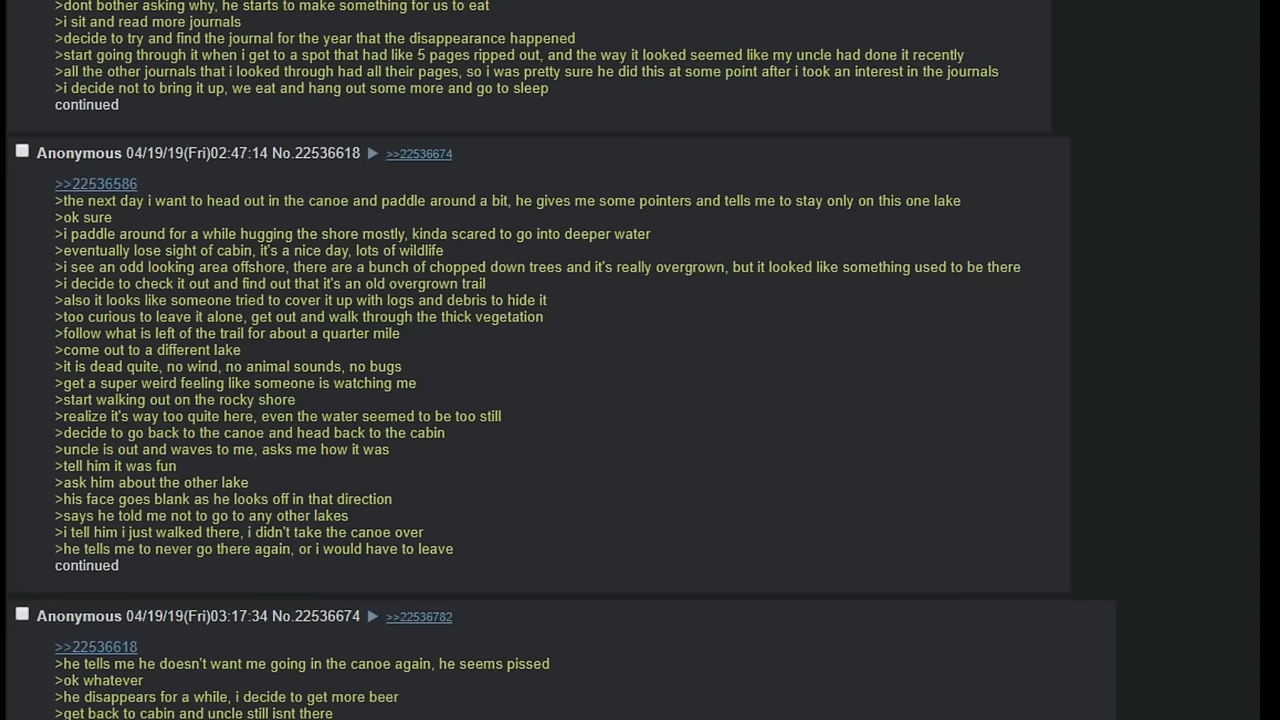 >dont bother asking why, he starts to make something for us to eat
>i sit and read more journals
>decide to try and find the journal for the year that the disappearance happened
>start going through it when i get to a spot that had like 5 pages ripped out, and the way it looked seemed like my uncle had done it recently
>all the other journals that i looked through had all their pages, so i was pretty sure he did this at some point after i took an interest in the journals
>i decide not to bring it up, we eat and hang out some more and go to sleep
continued
Anonymous 04/19/19(Fri)02:47:14 No.22536618 ▶ >>22536674
>>22536586
>the next day i want to head out in the canoe and paddle around a bit, he gives me some pointers and tells me to stay only on this one lake
>ok sure
>i paddle around for a while hugging the shore mostly, kinda scared to go into deeper water
>eventually lose sight of cabin, it's a nice day, lots of wildlife
>i see an odd looking area offshore, there are a bunch of chopped down trees and it's really overgrown, but it looked like something used to be there
>i decide to check it out and find out that it's an old overgrown trail
>also it looks like someone tried to cover it up with logs and debris to hide it
>too curious to leave it alone, get out and walk through the thick vegetation
>follow what is left of the trail for about a quarter mile
>come out to a different lake
>it is dead quite, no wind, no animal sounds, no bugs
>get a super weird feeling like someone is watching me
>start walking out on the rocky shore
>realize it's way too quite here, even the water seemed to be too still
>decide to go back to the canoe and head back to the cabin
>uncle is out and waves to me, asks me how it was
>tell him it was fun
>ask him about the other lake
>his face goes blank as he looks off in that direction
>says he told me not to go to any other lakes
>i tell him i just walked there, i didn't take the canoe over
>he tells me to never go there again, or i would have to leave
continued
Anonymous 04/19/19(Fri)03:17:34 No.22536674 ▶ >>22536782
>>22536618
>he tells me he doesn't want me going in the canoe again, he seems pissed
>ok whatever
>he disappears for a while, i decide to get more beer
>get back to cabin and uncle still isnt there